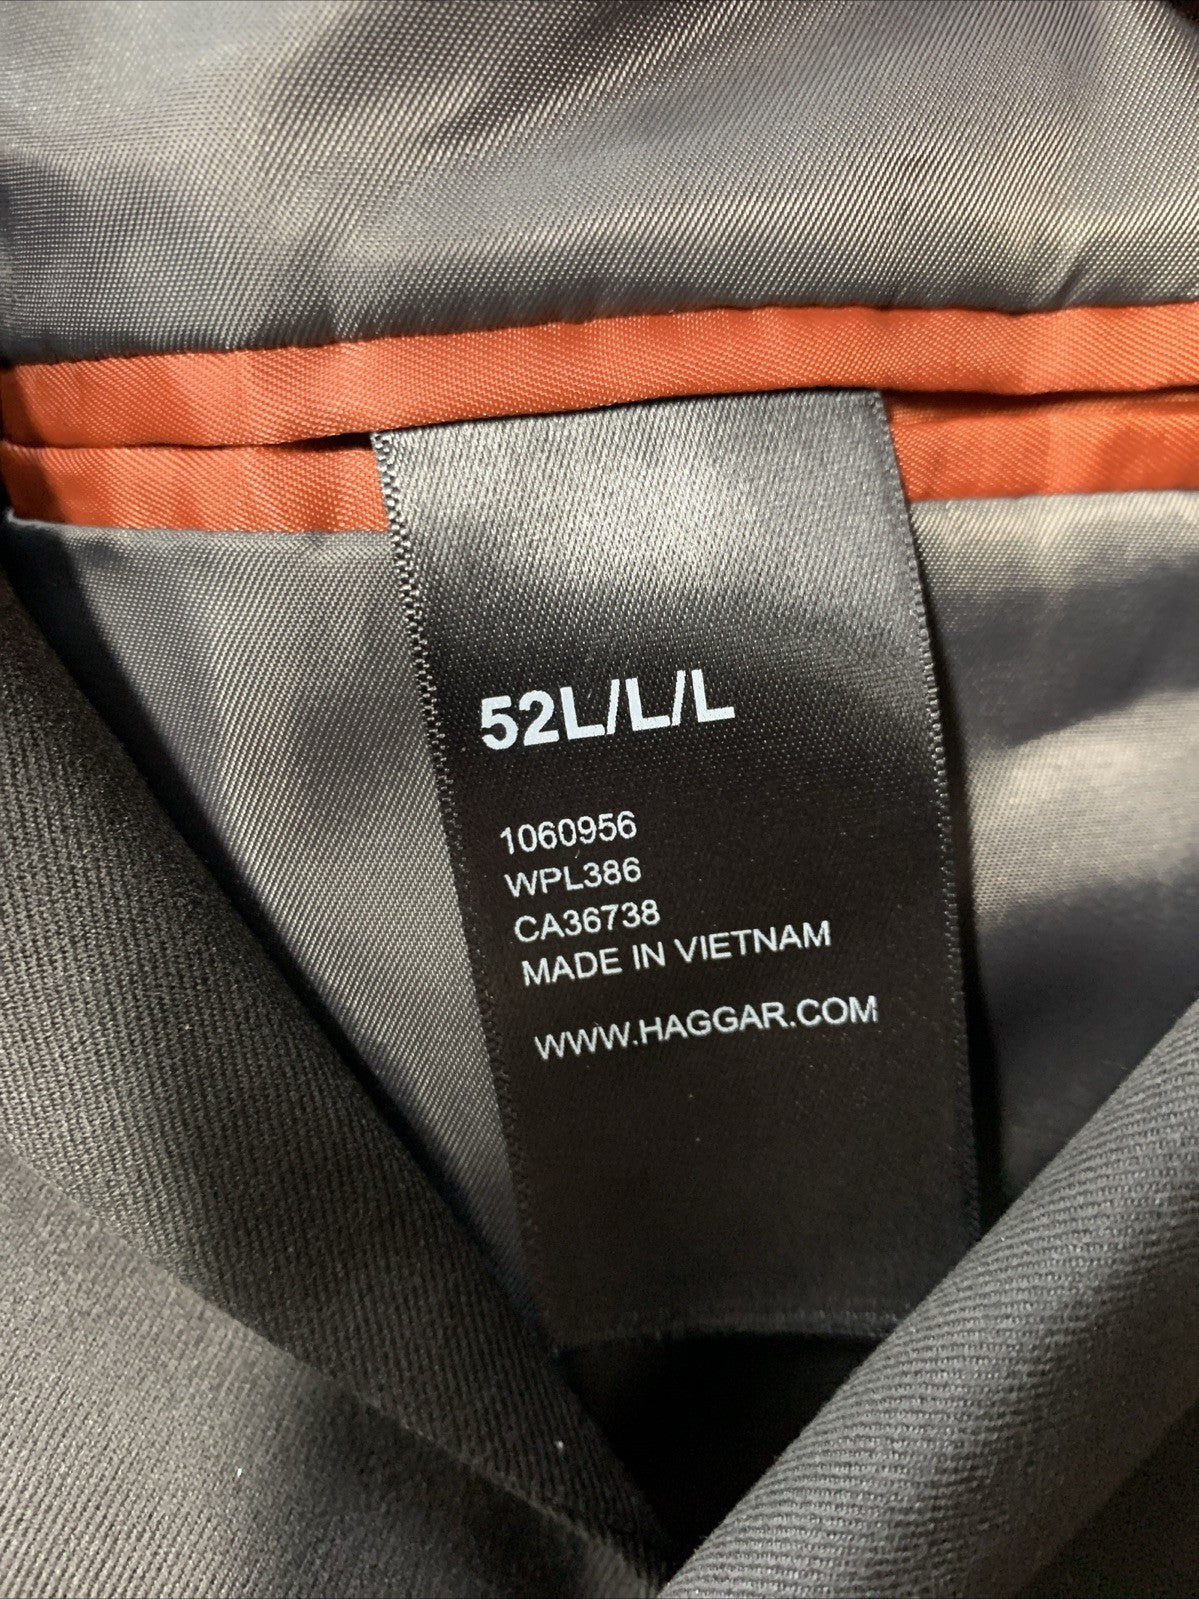 52L/L/L
1060956
WPL386
CA36738
MADE IN VIETNAM
WWW.HAGGAR.COM